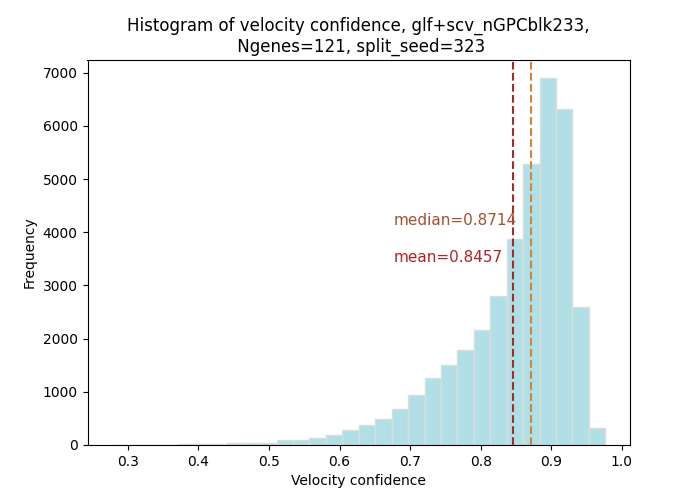 Histogram of velocity confidence, glf+scv_nGPCblk233,
Ngenes=121, split_seed=323
7000
6000
5000
4000
3000
2000
1000
0
Frequency
median=0.8714
mean=0.8457
0.3 0.4 0.5 0.6 0.7 0.8 0.9 1.0
Velocity confidence